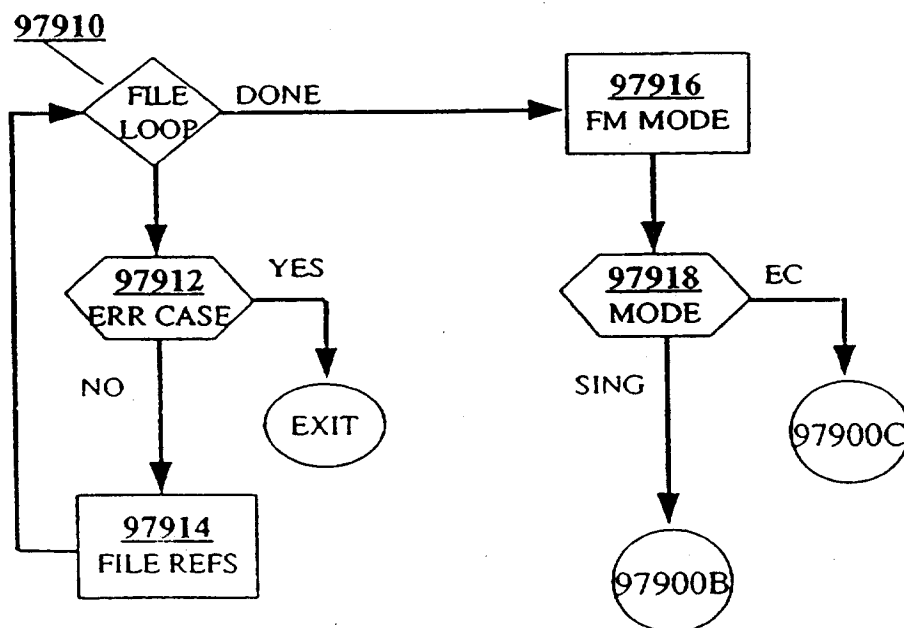 97910
FILE
LOOP
DONE
97916
FM MODE
97912
ERR CASE
YES
97918
MODE
EC
NO
EXIT
SING
97900C
97914
FILE REFS
97900B